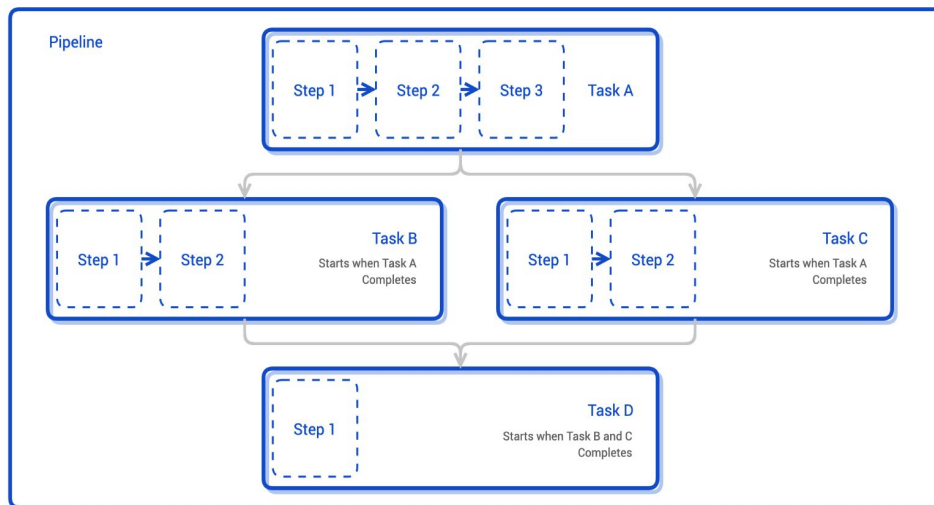 Pipeline
Step 1
Step 2
Step 3
Task A
Step 1
Step 2
Task B
Starts when Task A
Completes
Step 1
Step 2
Task C
Starts when Task A
Completes
Step 1
Task D
Starts when Task B and C
Completes